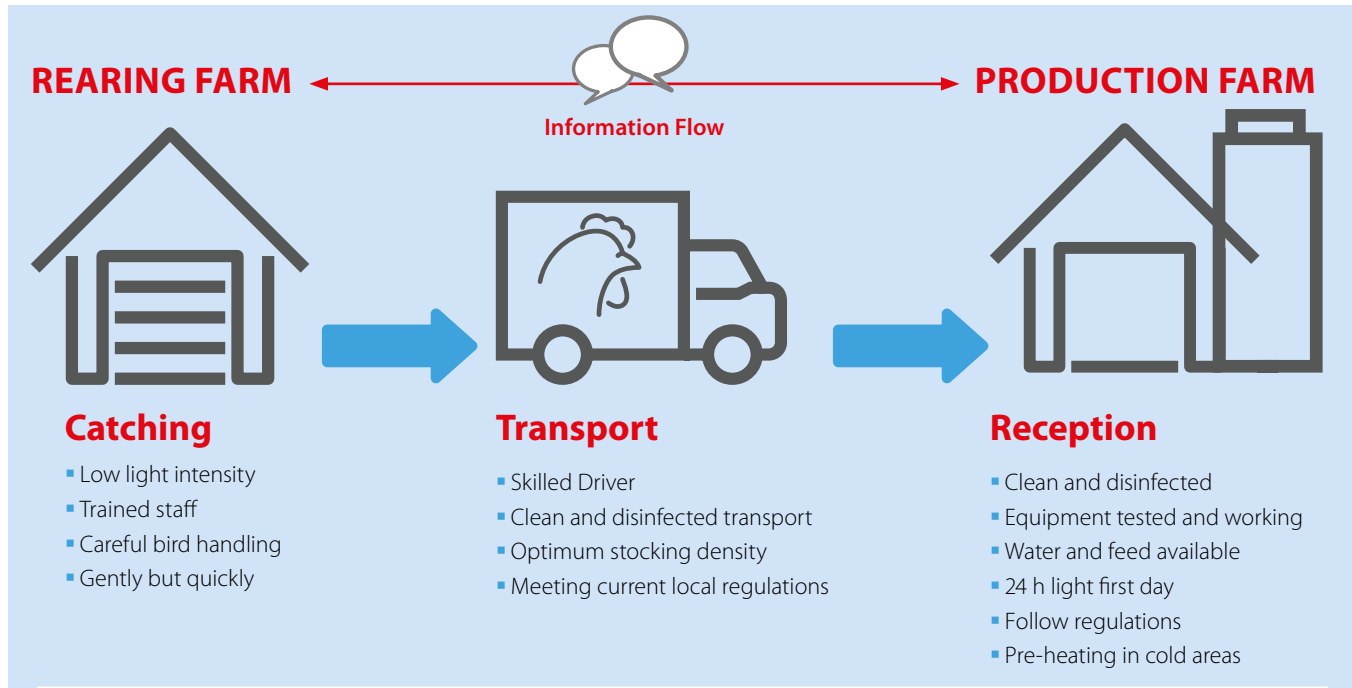 REARING FARM
PRODUCTION FARM
Information Flow
Catching
▪ Low light intensity
▪ Trained staff
▪ Careful bird handling
▪ Gently but quickly
Transport
▪ Skilled Driver
▪ Clean and disinfected transport
▪ Optimum stocking density
▪ Meeting current local regulations
Reception
▪ Clean and disinfected
▪ Equipment tested and working
▪ Water and feed available
▪ 24 h light first day
▪ Follow regulations
▪ Pre-heating in cold areas